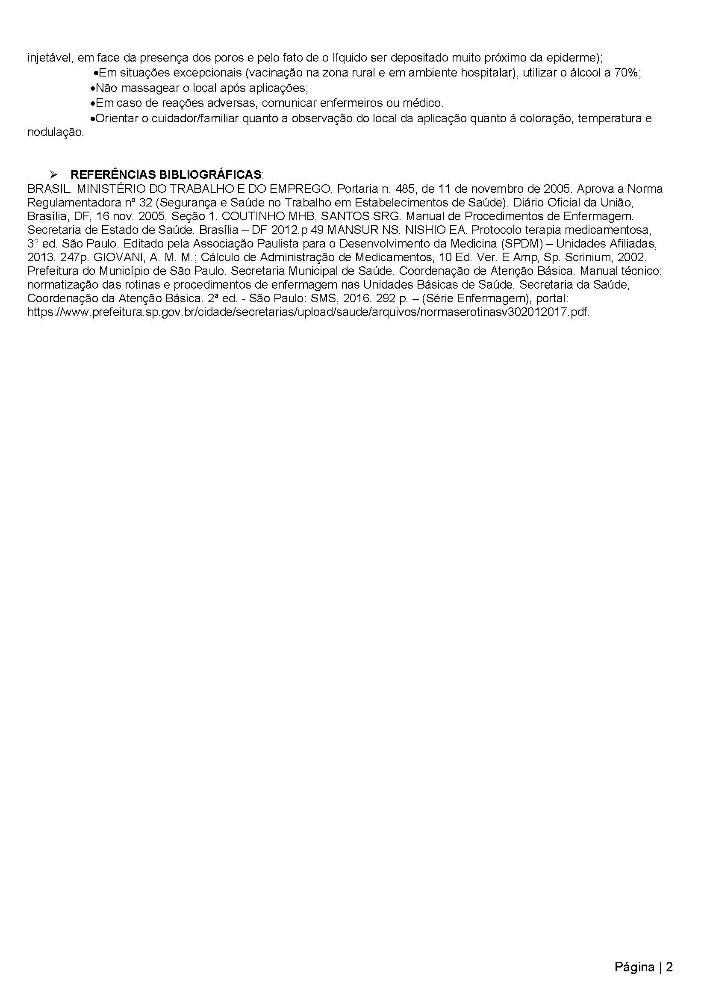 injetável, em face da presença dos poros e pelo fato de o líquido ser depositado muito próximo da epiderme);
•Em situações excepcionais (vacinação na zona rural e em ambiente hospitalar), utilizar o álcool a 70%;
•Não massagear o local após aplicações;
•Em caso de reações adversas, comunicar enfermeiros ou médico.
•Orientar o cuidador/familiar quanto a observação do local da aplicação quanto à coloração, temperatura e
nodulação.
➢ REFERÊNCIAS BIBLIOGRÁFICAS:
BRASIL. MINISTÉRIO DO TRABALHO E DO EMPREGO. Portaria n. 485, de 11 de novembro de 2005. Aprova a Norma
Regulamentadora nº 32 (Segurança e Saúde no Trabalho em Estabelecimentos de Saúde). Diário Oficial da União,
Brasília, DF, 16 nov. 2005, Seção 1. COUTINHO MHB, SANTOS SRG. Manual de Procedimentos de Enfermagem.
Secretaria de Estado de Saúde. Brasília – DF 2012.p 49 MANSUR NS. NISHIO EA. Protocolo terapia medicamentosa,
3° ed. São Paulo. Editado pela Associação Paulista para o Desenvolvimento da Medicina (SPDM) – Unidades Afiliadas,
2013. 247p. GIOVANI, A. M. M.; Cálculo de Administração de Medicamentos, 10 Ed. Ver. E Amp, Sp. Scrinium, 2002.
Prefeitura do Município de São Paulo. Secretaria Municipal de Saúde. Coordenação de Atenção Básica. Manual técnico:
normatização das rotinas e procedimentos de enfermagem nas Unidades Básicas de Saúde. Secretaria da Saúde,
Coordenação da Atenção Básica. 2ª ed. - São Paulo: SMS, 2016. 292 p. – (Série Enfermagem), portal:
https://www.prefeitura.sp.gov.br/cidade/secretarias/upload/saude/arquivos/normaserotinasv302012017.pdf.
Página | 2